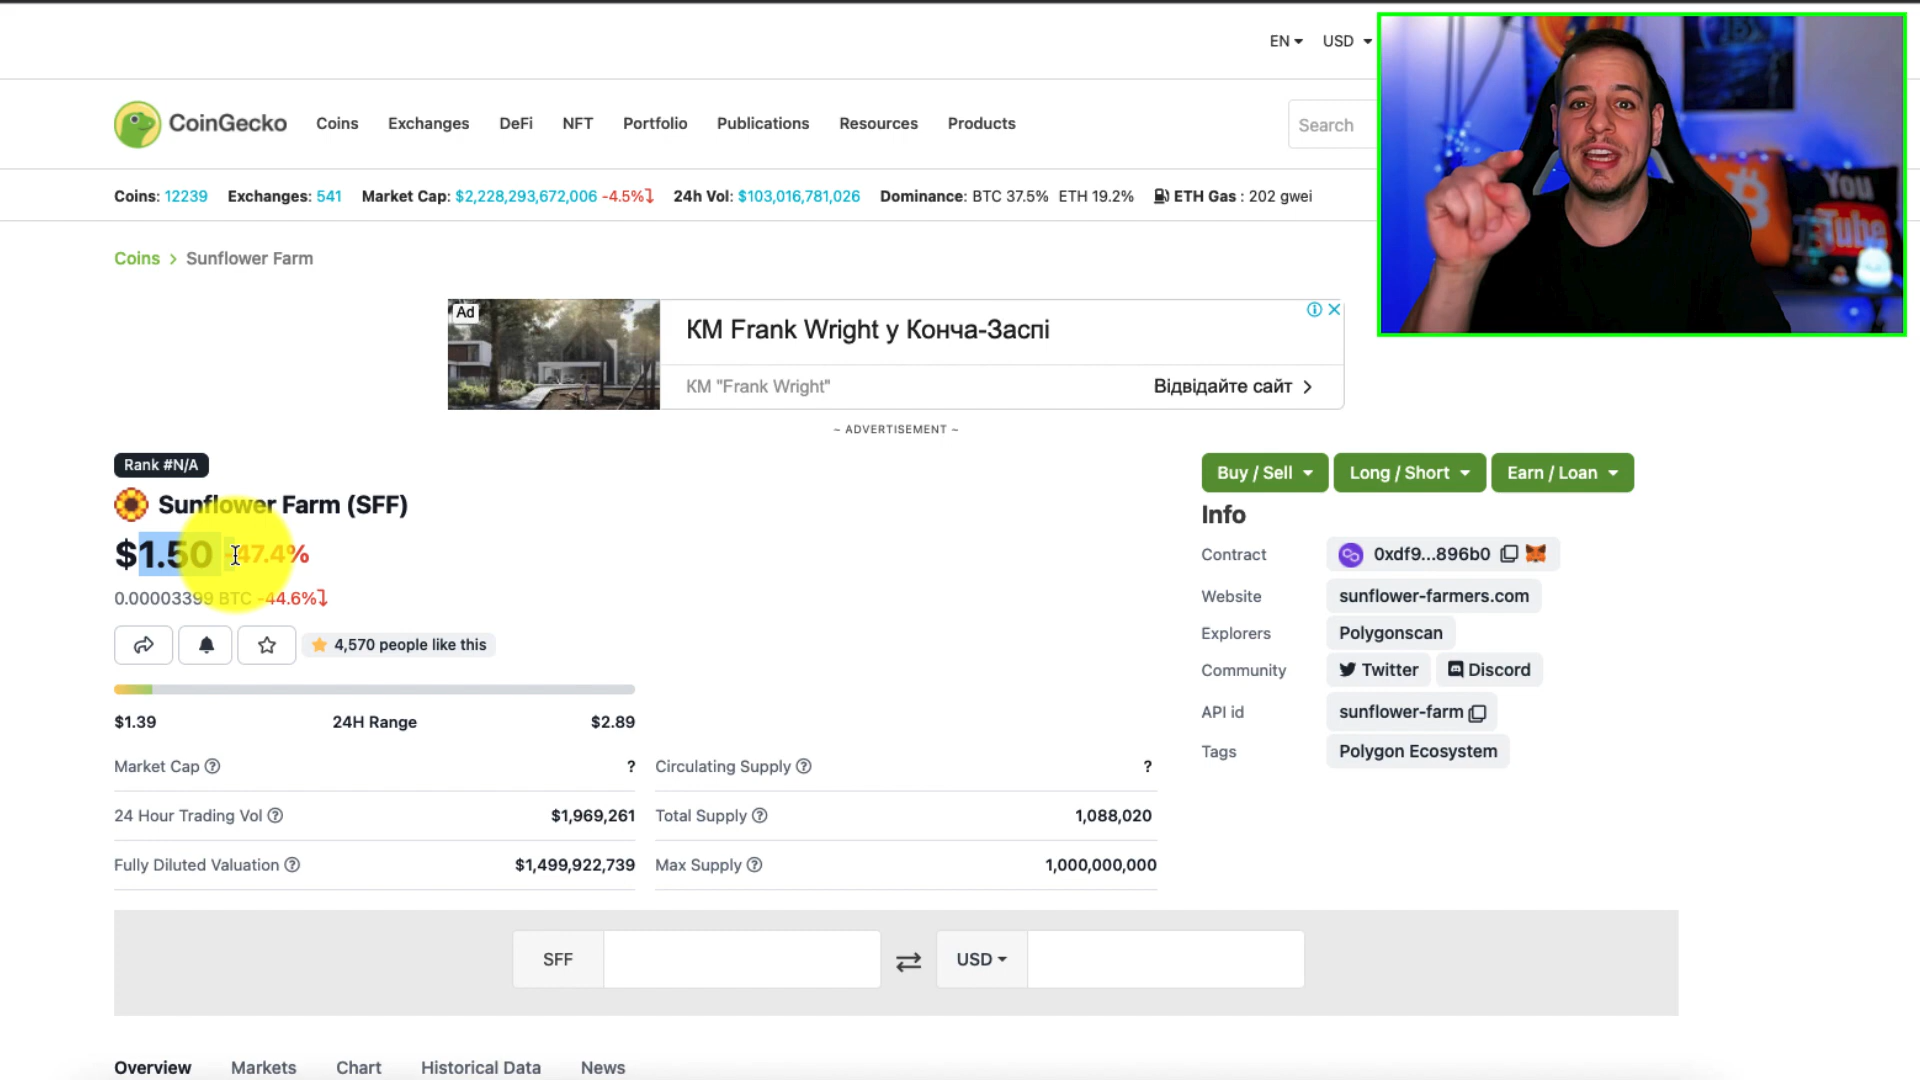 EN USD
CoinGecko Coins Exchanges DeFi NFT Portfolio Publications Resources Products Search
Coins: 12239 Exchanges: 541 Market Cap: $2,228,293,672,006 -4.5% 24h Vol: $103,016,781,026 Dominance: BTC 37.5% ETH 19.2% ETH Gas : 202 gwei
You
Tube
Coins > Sunflower Farm
Ad
КМ Frank Wright у Конча-Заспі
КМ "Frank Wright"
Відвідайте сайт
~ ADVERTISEMENT ~
Rank #N/A
Sunflower Farm (SFF)
$1.50 -47.4%
0.00003399 BTC -44.6%
4,570 people like this
$1.39 24H Range $2.89
Market Cap ?
24 Hour Trading Vol $1,969,261
Fully Diluted Valuation $1,499,922,739
Circulating Supply ?
Total Supply 1,088,020
Max Supply 1,000,000,000
Buy / Sell Long / Short Earn / Loan
Info
Contract 0xdf9...896b0
Website sunflower-farmers.com
Explorers Polygonscan
Community Twitter Discord
API id sunflower-farm
Tags Polygon Ecosystem
SFF USD
Overview Markets Chart Historical Data News